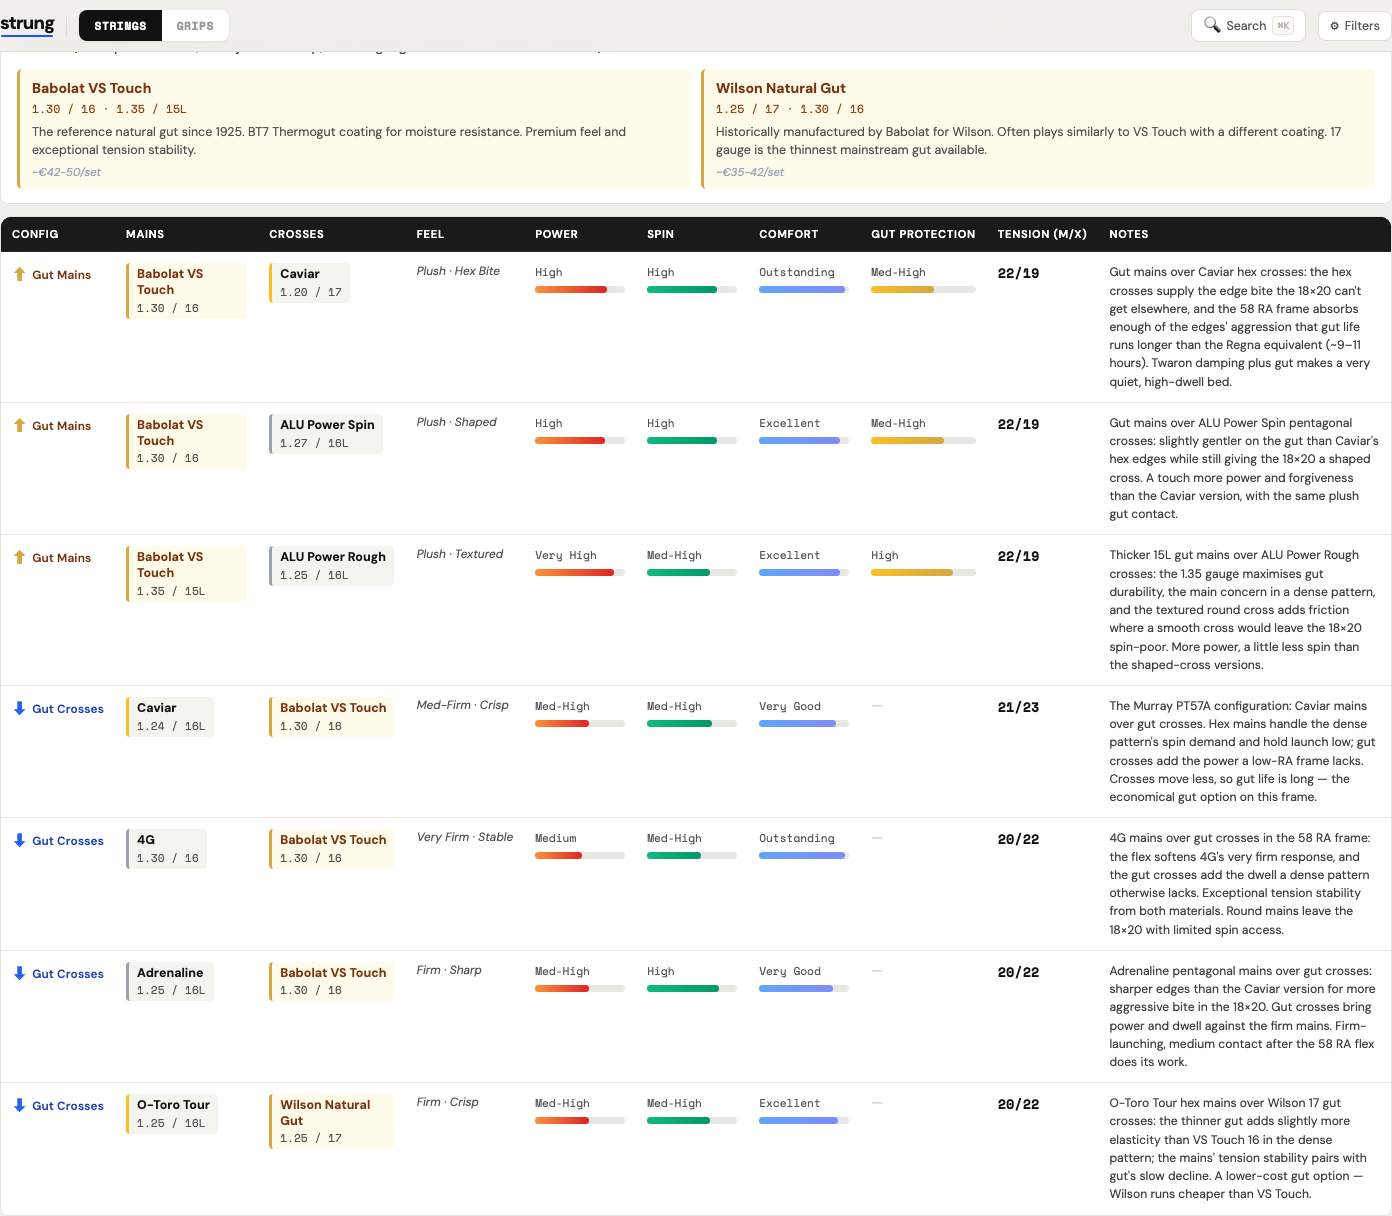 strung
STRINGS
GRIPS
Search
⌘K
Filters
Babolat VS Touch
1.30 / 16 · 1.35 / 15L
The reference natural gut since 1925. BT7 Thermogut coating for moisture resistance. Premium feel and
exceptional tension stability.
~€42-50/set
Wilson Natural Gut
1.25 / 17 · 1.30 / 16
Historically manufactured by Babolat for Wilson. Often plays similarly to VS Touch with a different coating. 17
gauge is the thinnest mainstream gut available.
~€35-42/set
CONFIG MAINS CROSSES FEEL POWER SPIN COMFORT GUT PROTECTION TENSION (M/X) NOTES
Gut Mains
Babolat VS
Touch
1.30 / 16
Caviar
1.20 / 17
Plush · Hex Bite
High
High
Outstanding
Med-High
22/19
Gut mains over Caviar hex crosses: the hex
crosses supply the edge bite the 18×20 can't
get elsewhere, and the 58 RA frame absorbs
enough of the edges' aggression that gut life
runs longer than the Regna equivalent (~9–11
hours). Twaron damping plus gut makes a very
quiet, high-dwell bed.
Gut Mains
Babolat VS
Touch
1.30 / 16
ALU Power Spin
1.27 / 16L
Plush · Shaped
High
High
Excellent
Med-High
22/19
Gut mains over ALU Power Spin pentagonal
crosses: slightly gentler on the gut than Caviar's
hex edges while still giving the 18×20 a shaped
cross. A touch more power and forgiveness
than the Caviar version, with the same plush
gut contact.
Gut Mains
Babolat VS
Touch
1.35 / 15L
ALU Power Rough
1.25 / 16L
Plush · Textured
Very High
Med-High
Excellent
High
22/19
Thicker 15L gut mains over ALU Power Rough
crosses: the 1.35 gauge maximises gut
durability, the main concern in a dense pattern,
and the textured round cross adds friction
where a smooth cross would leave the 18×20
spin-poor. More power, a little less spin than
the shaped-cross versions.
Gut Crosses
Caviar
1.24 / 16L
Babolat VS Touch
1.30 / 16
Med-Firm · Crisp
Med-High
Med-High
Very Good
—
21/23
The Murray PT57A configuration: Caviar mains
over gut crosses. Hex mains handle the dense
pattern's spin demand and hold launch low; gut
crosses add the power a low-RA frame lacks.
Crosses move less, so gut life is long — the
economical gut option on this frame.
Gut Crosses
4G
1.30 / 16
Babolat VS Touch
1.30 / 16
Very Firm · Stable
Medium
Med-High
Outstanding
—
20/22
4G mains over gut crosses in the 58 RA frame:
the flex softens 4G's very firm response, and
the gut crosses add the dwell a dense pattern
otherwise lacks. Exceptional tension stability
from both materials. Round mains leave the
18×20 with limited spin access.
Gut Crosses
Adrenaline
1.25 / 16L
Babolat VS Touch
1.30 / 16
Firm · Sharp
Med-High
High
Very Good
—
20/22
Adrenaline pentagonal mains over gut crosses:
sharper edges than the Caviar version for more
aggressive bite in the 18×20. Gut crosses bring
power and dwell against the firm mains. Firm-
launching, medium contact after the 58 RA flex
does its work.
Gut Crosses
O-Toro Tour
1.25 / 16L
Wilson Natural
Gut
1.25 / 17
Firm · Crisp
Med-High
Med-High
Excellent
—
20/22
O-Toro Tour hex mains over Wilson 17 gut
crosses: the thinner gut adds slightly more
elasticity than VS Touch 16 in the dense
pattern; the mains' tension stability pairs with
gut's slow decline. A lower-cost gut option —
Wilson runs cheaper than VS Touch.